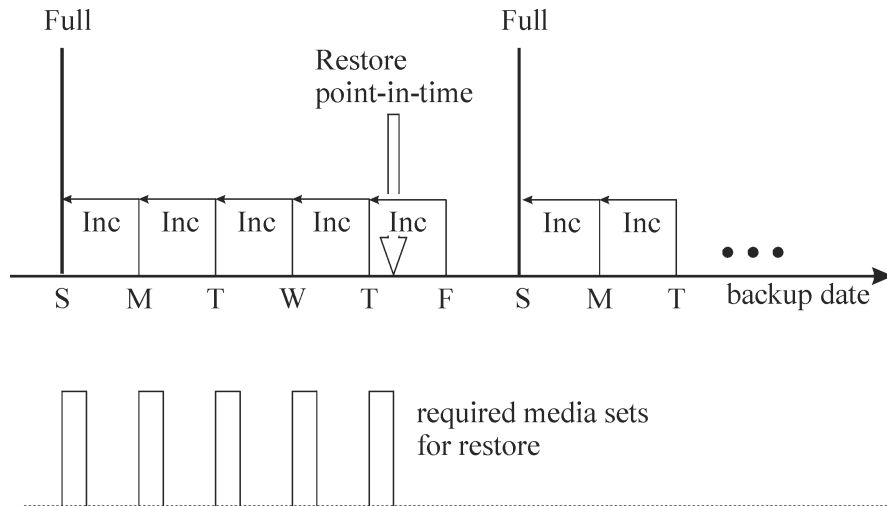 Full
Full
Restore
point-in-time
Inc Inc Inc Inc Inc Inc Inc
S M T W T F S M T backup date
required media sets
for restore